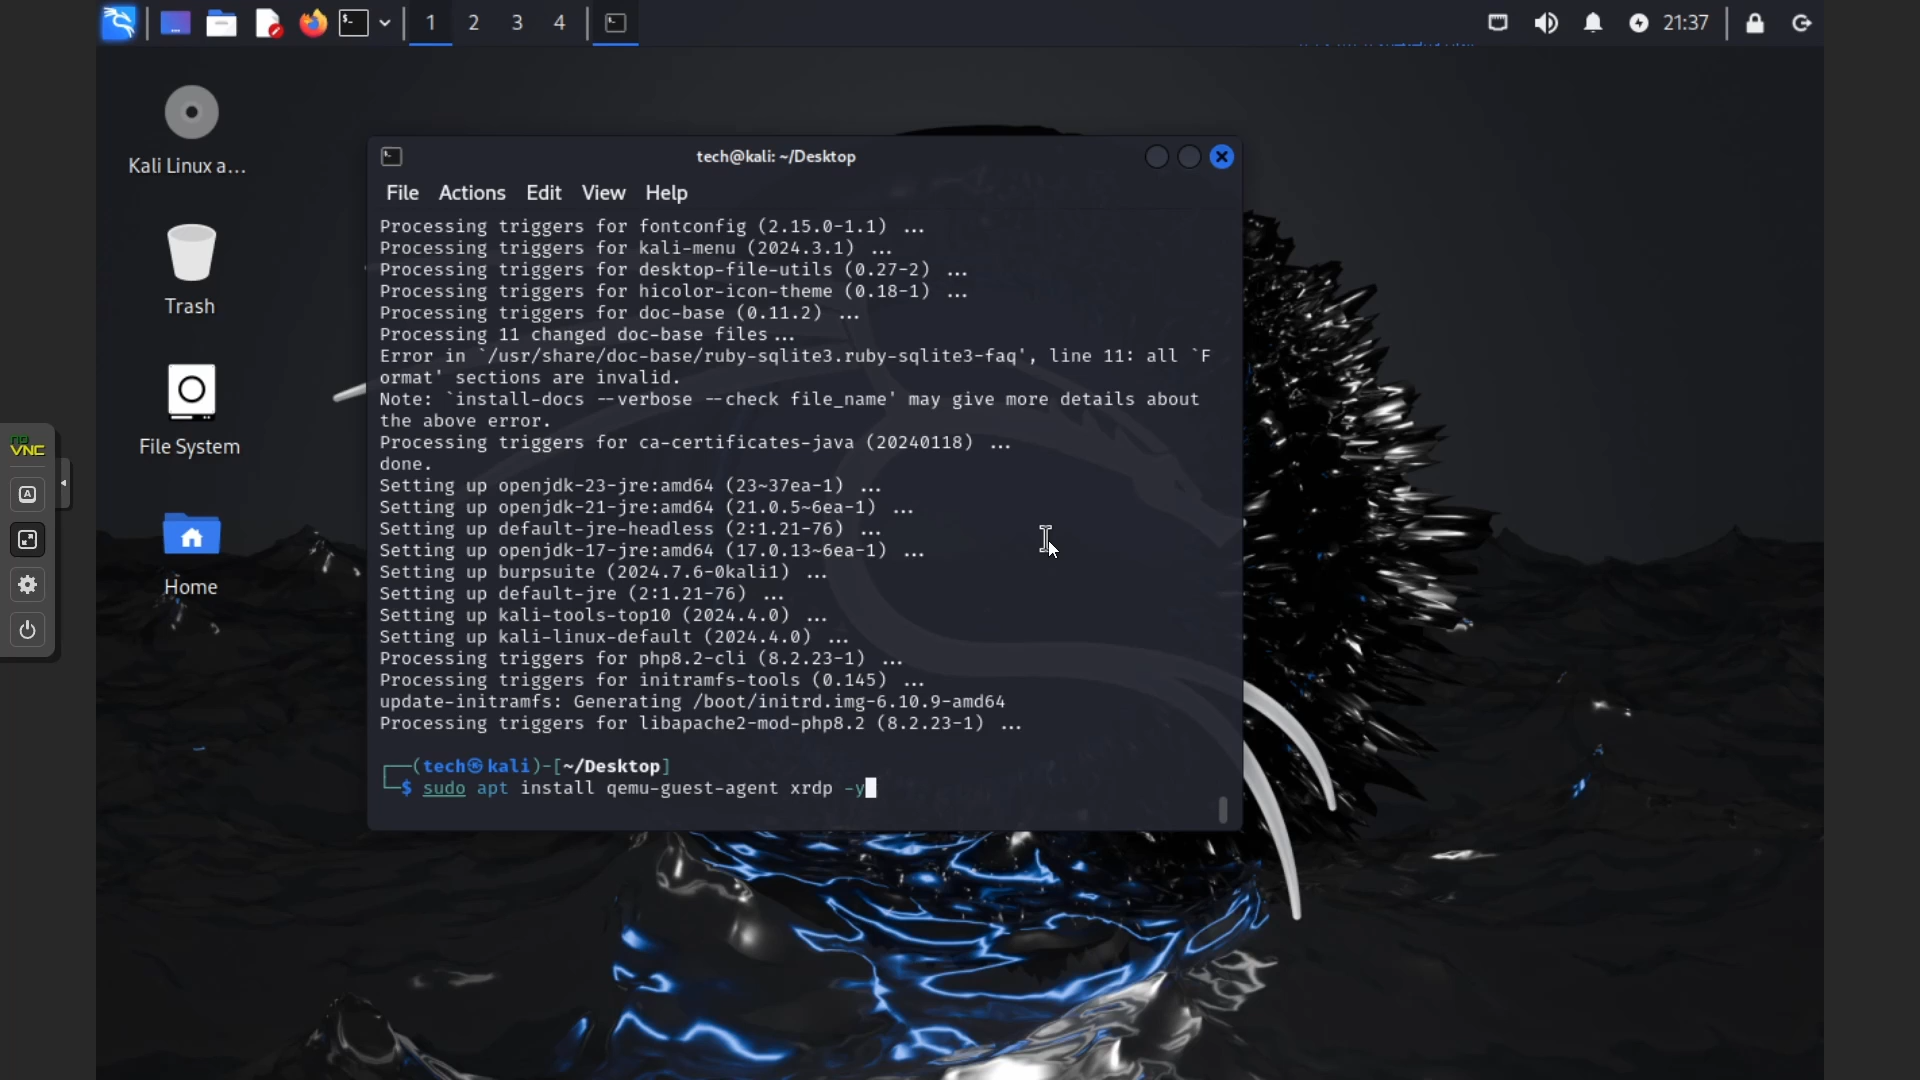 1 2 3 4 21:37
Kali Linux a...
Trash
File System
Home
no
VNC
A
tech@kali: ~/Desktop
File Actions Edit View Help
Processing triggers for fontconfig (2.15.0-1.1) ...
Processing triggers for kali-menu (2024.3.1) ...
Processing triggers for desktop-file-utils (0.27-2) ...
Processing triggers for hicolor-icon-theme (0.18-1) ...
Processing triggers for doc-base (0.11.2) ...
Processing 11 changed doc-base files...
Error in `/usr/share/doc-base/ruby-sqlite3.ruby-sqlite3-faq', line 11: all `F
ormat' sections are invalid.
Note: `install-docs --verbose --check file_name' may give more details about
the above error.
Processing triggers for ca-certificates-java (20240118) ...
done.
Setting up openjdk-23-jre:amd64 (23~37ea-1) ...
Setting up openjdk-21-jre:amd64 (21.0.5~6ea-1) ...
Setting up default-jre-headless (2:1.21-76) ...
Setting up openjdk-17-jre:amd64 (17.0.13~6ea-1) ...
Setting up burpsuite (2024.7.6-0kali1) ...
Setting up default-jre (2:1.21-76) ...
Setting up kali-tools-top10 (2024.4.0) ...
Setting up kali-linux-default (2024.4.0) ...
Processing triggers for php8.2-cli (8.2.23-1) ...
Processing triggers for initramfs-tools (0.145) ...
update-initramfs: Generating /boot/initrd.img-6.10.9-amd64
Processing triggers for libapache2-mod-php8.2 (8.2.23-1) ...
┌──(tech㉿kali)-[~/Desktop]
└─$ sudo apt install qemu-guest-agent xrdp -y